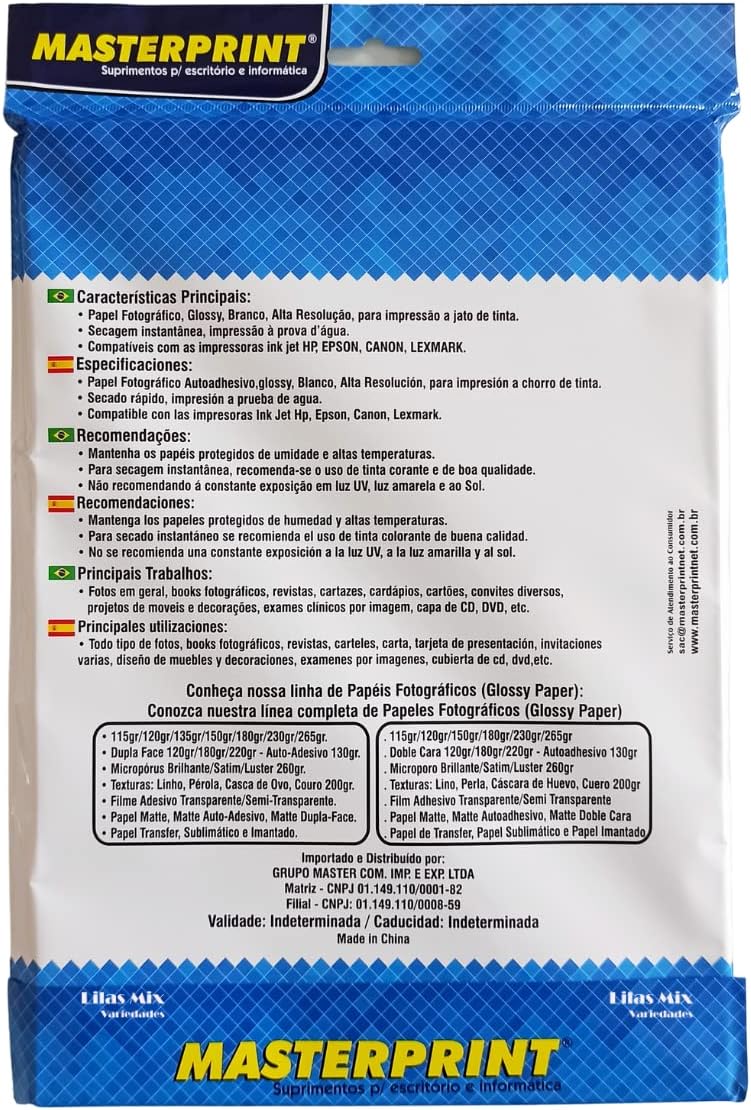 MASTERPRINT®
Suprimentos p/ escritório e informática
Características Principais:
• Papel Fotográfico, Glossy, Branco, Alta Resolução, para impressão a jato de tinta.
• Secagem instantânea, impressão à prova d'água.
• Compatíveis com as impressoras ink jet HP, EPSON, CANON, LEXMARK.
Especificaciones:
• Papel Fotográfico Autoadhesivo,glossy, Blanco, Alta Resolución, para impresión a chorro de tinta.
• Secado rápido, impresión a prueba de agua.
• Compatible con las impresoras Ink Jet Hp, Epson, Canon, Lexmark.
Recomendações:
• Mantenha os papéis protegidos de umidade e altas temperaturas.
• Para secagem instantânea, recomenda-se o uso de tinta corante e de boa qualidade.
• Não recomendando á constante exposição em luz UV, luz amarela e ao Sol.
Recomendaciones:
• Mantenga los papeles protegidos de humedad y altas temperaturas.
• Para secado instantáneo se recomienda el uso de tinta colorante de buena calidad.
• No se recomienda una constante exposición a la luz UV, a la luz amarilla y al sol.
Principais Trabalhos:
• Fotos em geral, books fotográficos, revistas, cartazes, cardápios, cartões, convites diversos,
projetos de moveis e decorações, exames clínicos por imagem, capa de CD, DVD, etc.
Principales utilizaciones:
• Todo tipo de fotos, books fotográficos, revistas, carteles, carta, tarjeta de presentación, invitaciones
varias, diseño de muebles y decoraciones, examenes por imagenes, cubierta de cd, dvd,etc.
Serviço de Atendimento ao Consumidor
sac@masterprintnet.com.br
www.masterprintnet.com.br
Conheça nossa linha de Papéis Fotográficos (Glossy Paper):
Conozca nuestra línea completa de Papeles Fotográficos (Glossy Paper)
• 115gr/120gr/135gr/150gr/180gr/230gr/265gr.
• Dupla Face 120gr/180gr/220gr - Auto-Adesivo 130gr.
• Micropórus Brilhante/Satim/Luster 260gr.
• Texturas: Linho, Pérola, Casca de Ovo, Couro 200gr.
• Filme Adesivo Transparente/Semi-Transparente.
• Papel Matte, Matte Auto-Adesivo, Matte Dupla-Face.
• Papel Transfer, Sublimático e Imantado.
. 115gr/120gr/150gr/180gr/230gr/265gr
. Doble Cara 120gr/180gr/220gr - Autoadhesivo 130gr
. Microporo Brillante/Satim/Luster 260gr
. Texturas: Lino, Perla, Cáscara de Huevo, Cuero 200gr
. Film Adhesivo Transparente/Semi Transparente
. Papel Matte, Matte Autoadhesivo, Matte Doble Cara
. Papel de Transfer, Papel Sublimático e Papel Imantado
Importado e Distribuído por:
GRUPO MASTER COM. IMP. E EXP. LTDA
Matriz - CNPJ 01.149.110/0001-82
Filial - CNPJ: 01.149.110/0008-59
Validade: Indeterminada / Caducidad: Indeterminada
Made in China
Lilas Mix
Variedades
Lilas Mix
Variedades
MASTERPRINT®
Suprimentos p/ escritório e informática